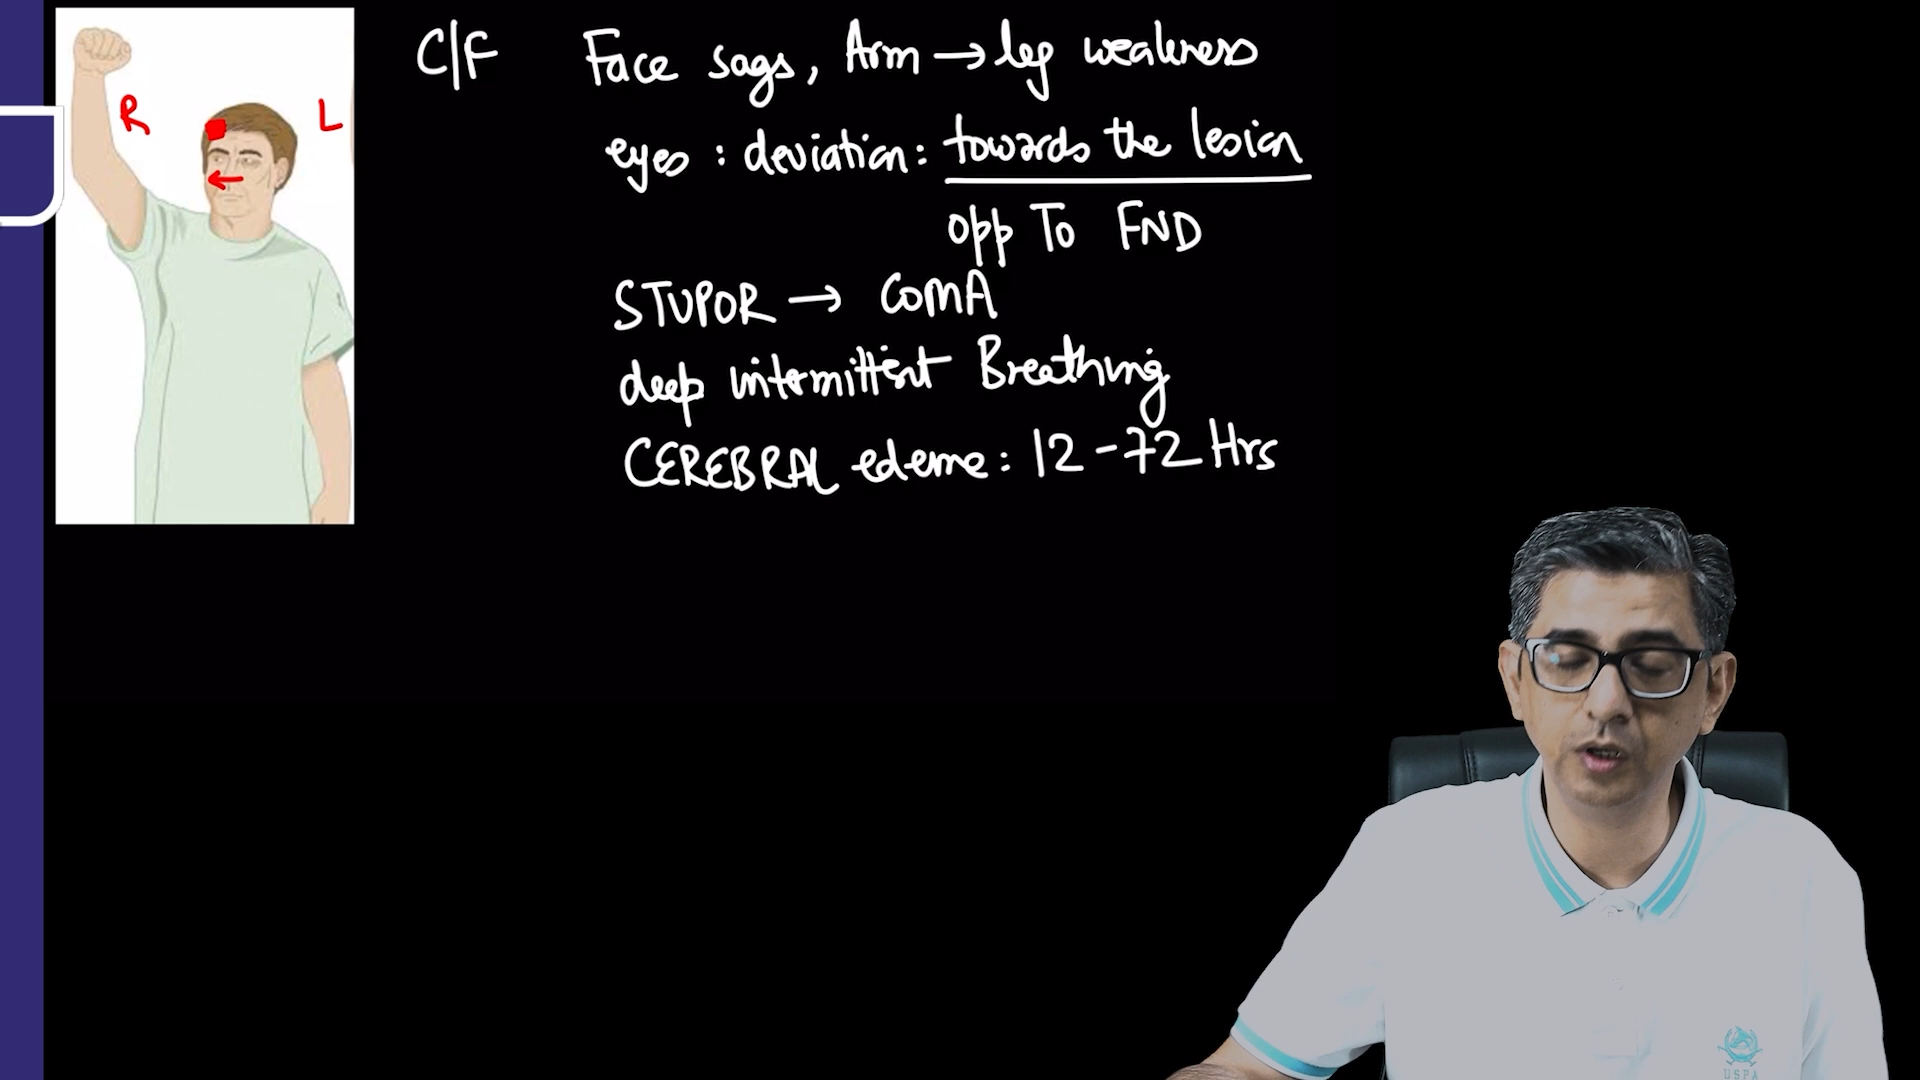 C/F Face sags, Arm → leg weakness
R L
eyes : deviation: towards the lesion
opp To FND
STUPOR → COMA
deep intermittent Breathing
CEREBRAL edeme: 12-72 Hrs
USPA